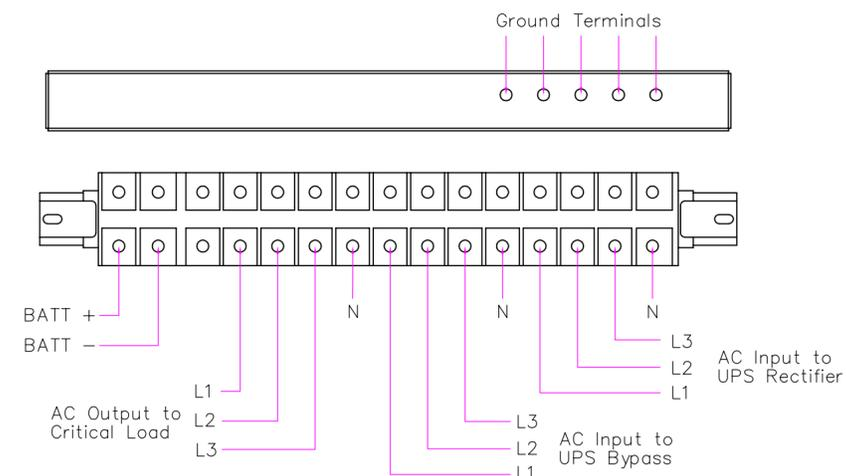 Ground Terminals
BATT +
BATT -
N
N
N
L3
L2
L1
AC Input to
UPS Rectifier
L1
L2
L3
AC Output to
Critical Load
L3
L2
L1
AC Input to
UPS Bypass